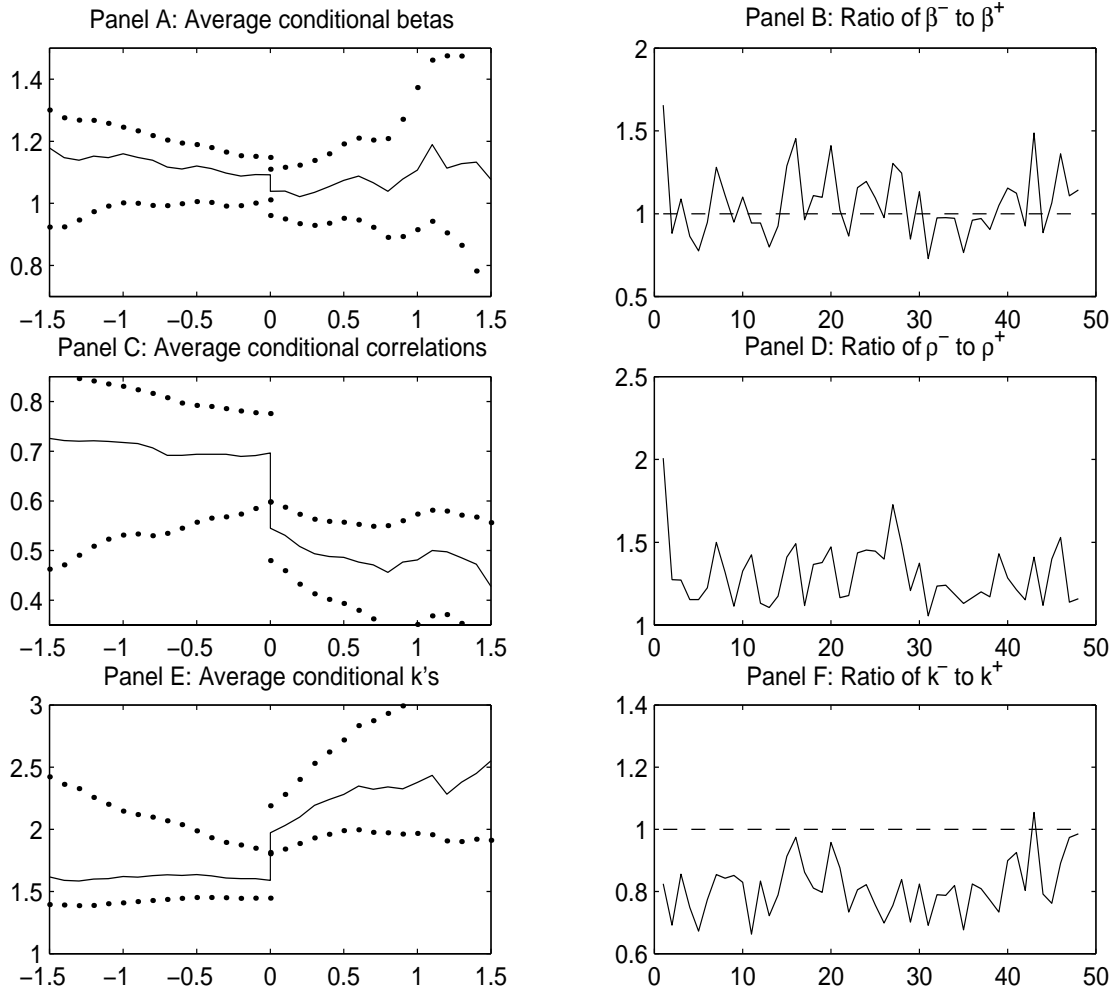 Panel A: Average conditional betas
1.4
1.2
1
0.8
−1.5 −1 −0.5 0 0.5 1 1.5
Panel B: Ratio of β⁻ to β⁺
2
1.5
1
0.5
0 10 20 30 40 50
Panel C: Average conditional correlations
0.8
0.7
0.6
0.5
0.4
−1.5 −1 −0.5 0 0.5 1 1.5
Panel D: Ratio of ρ⁻ to ρ⁺
2.5
2
1.5
1
0 10 20 30 40 50
Panel E: Average conditional k's
3
2.5
2
1.5
1
−1.5 −1 −0.5 0 0.5 1 1.5
Panel F: Ratio of k⁻ to k⁺
1.4
1.2
1
0.8
0.6
0 10 20 30 40 50